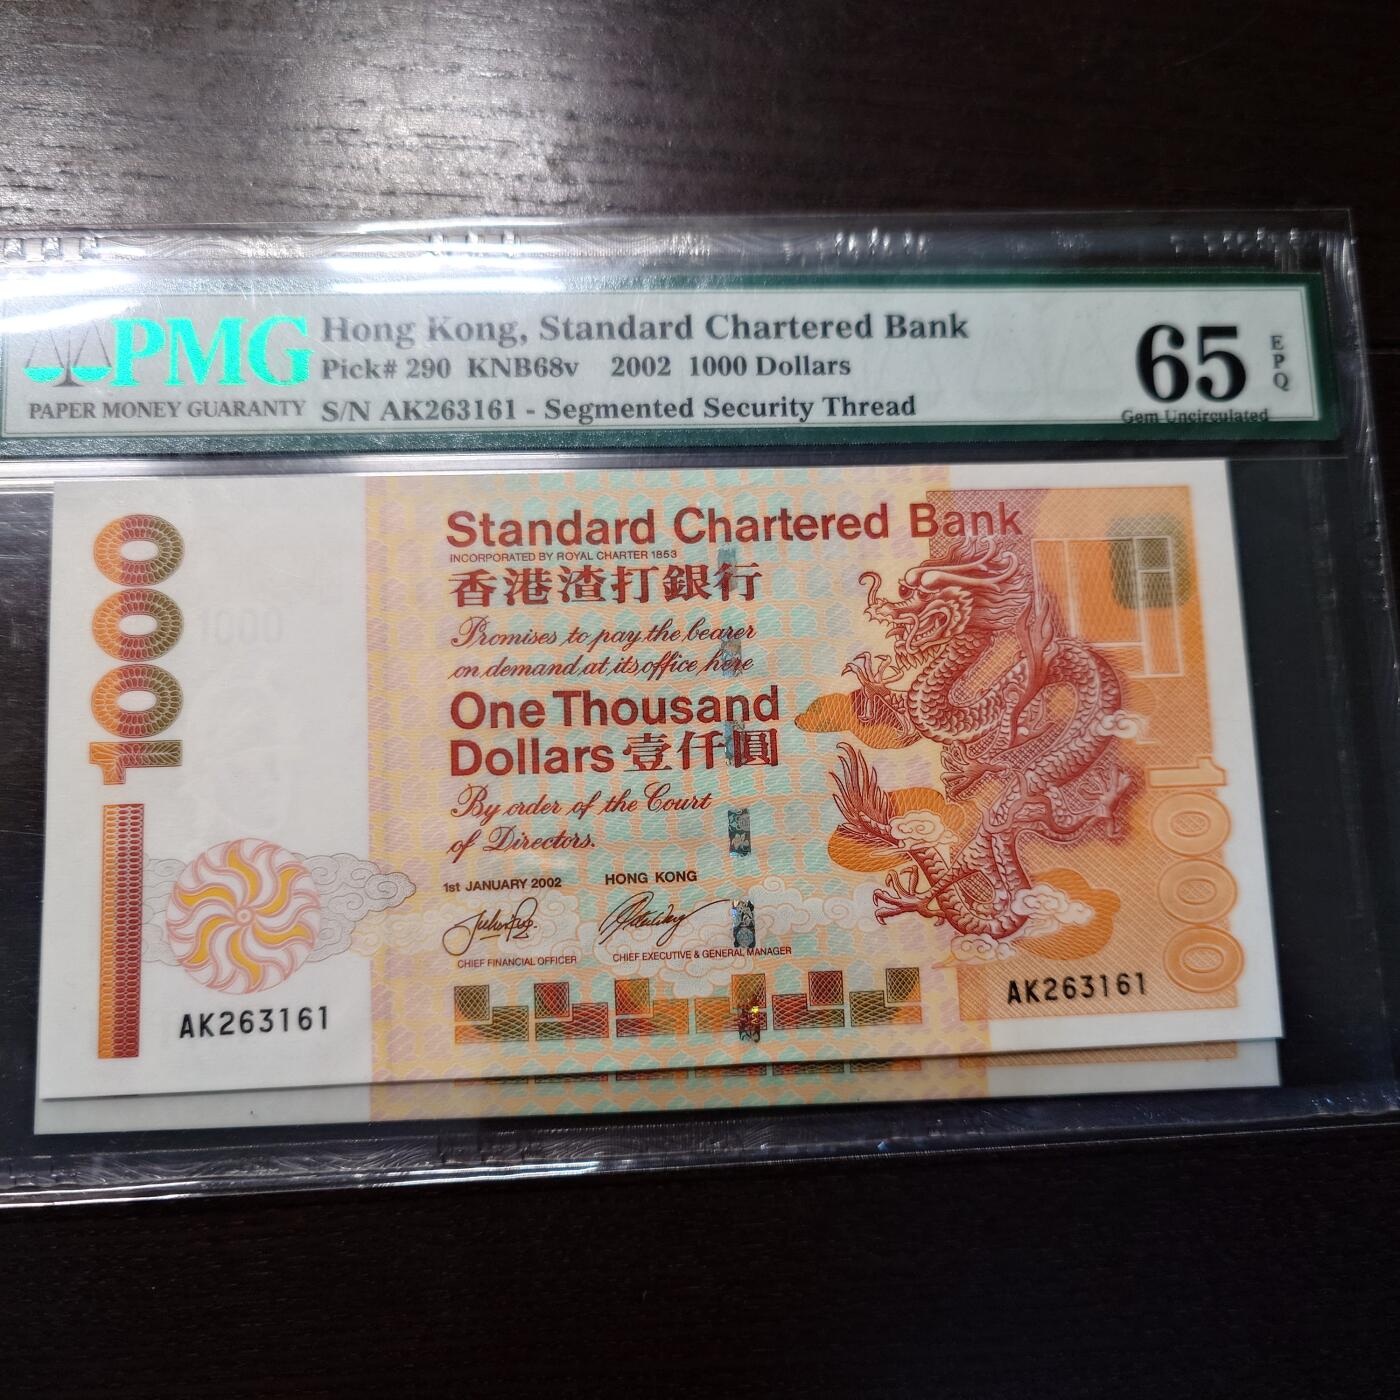 PMG
PAPER MONEY GUARANTY
Hong Kong, Standard Chartered Bank
Pick# 290 KNB68v 2002 1000 Dollars
S/N AK263161 - Segmented Security Thread
65
EPQ
Gem Uncirculated
1000
1000
Standard Chartered Bank
INCORPORATED BY ROYAL CHARTER 1853
香港渣打銀行
Promises to pay the bearer
on demand at its office here
One Thousand
Dollars 壹仟圓
By order of the Court
of Directors.
1st JANUARY 2002 HONG KONG
CHIEF FINANCIAL OFFICER CHIEF EXECUTIVE & GENERAL MANAGER
AK263161
AK263161
1000